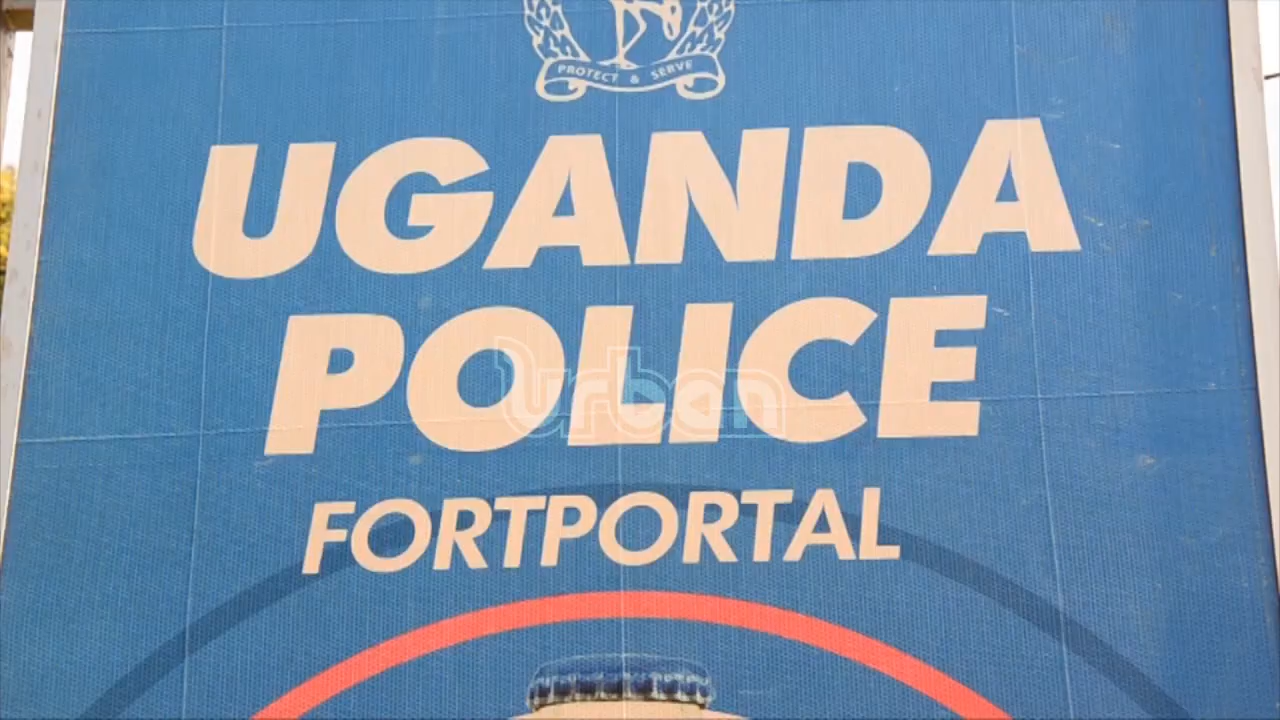 PROTECT & SERVE
UGANDA
POLICE
urban
FORTPORTAL